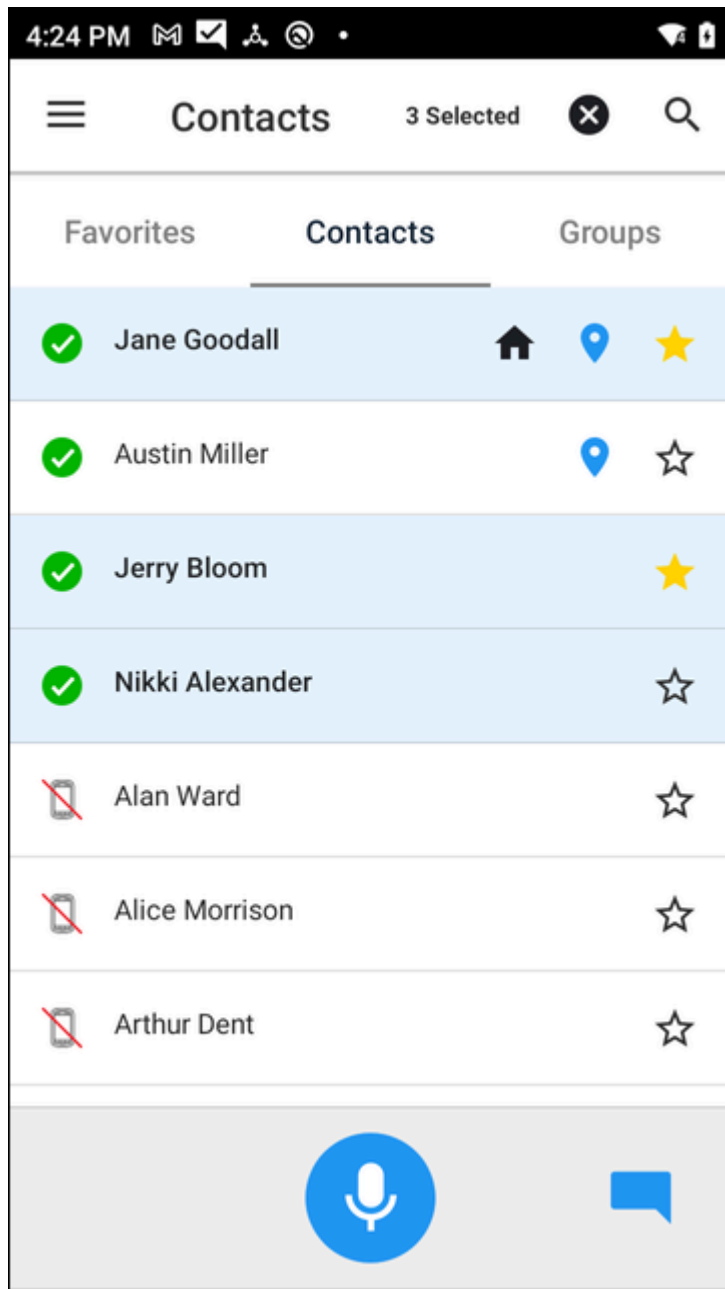 4:24 PM
Contacts 3 Selected
Favorites Contacts Groups
Jane Goodall
Austin Miller
Jerry Bloom
Nikki Alexander
Alan Ward
Alice Morrison
Arthur Dent